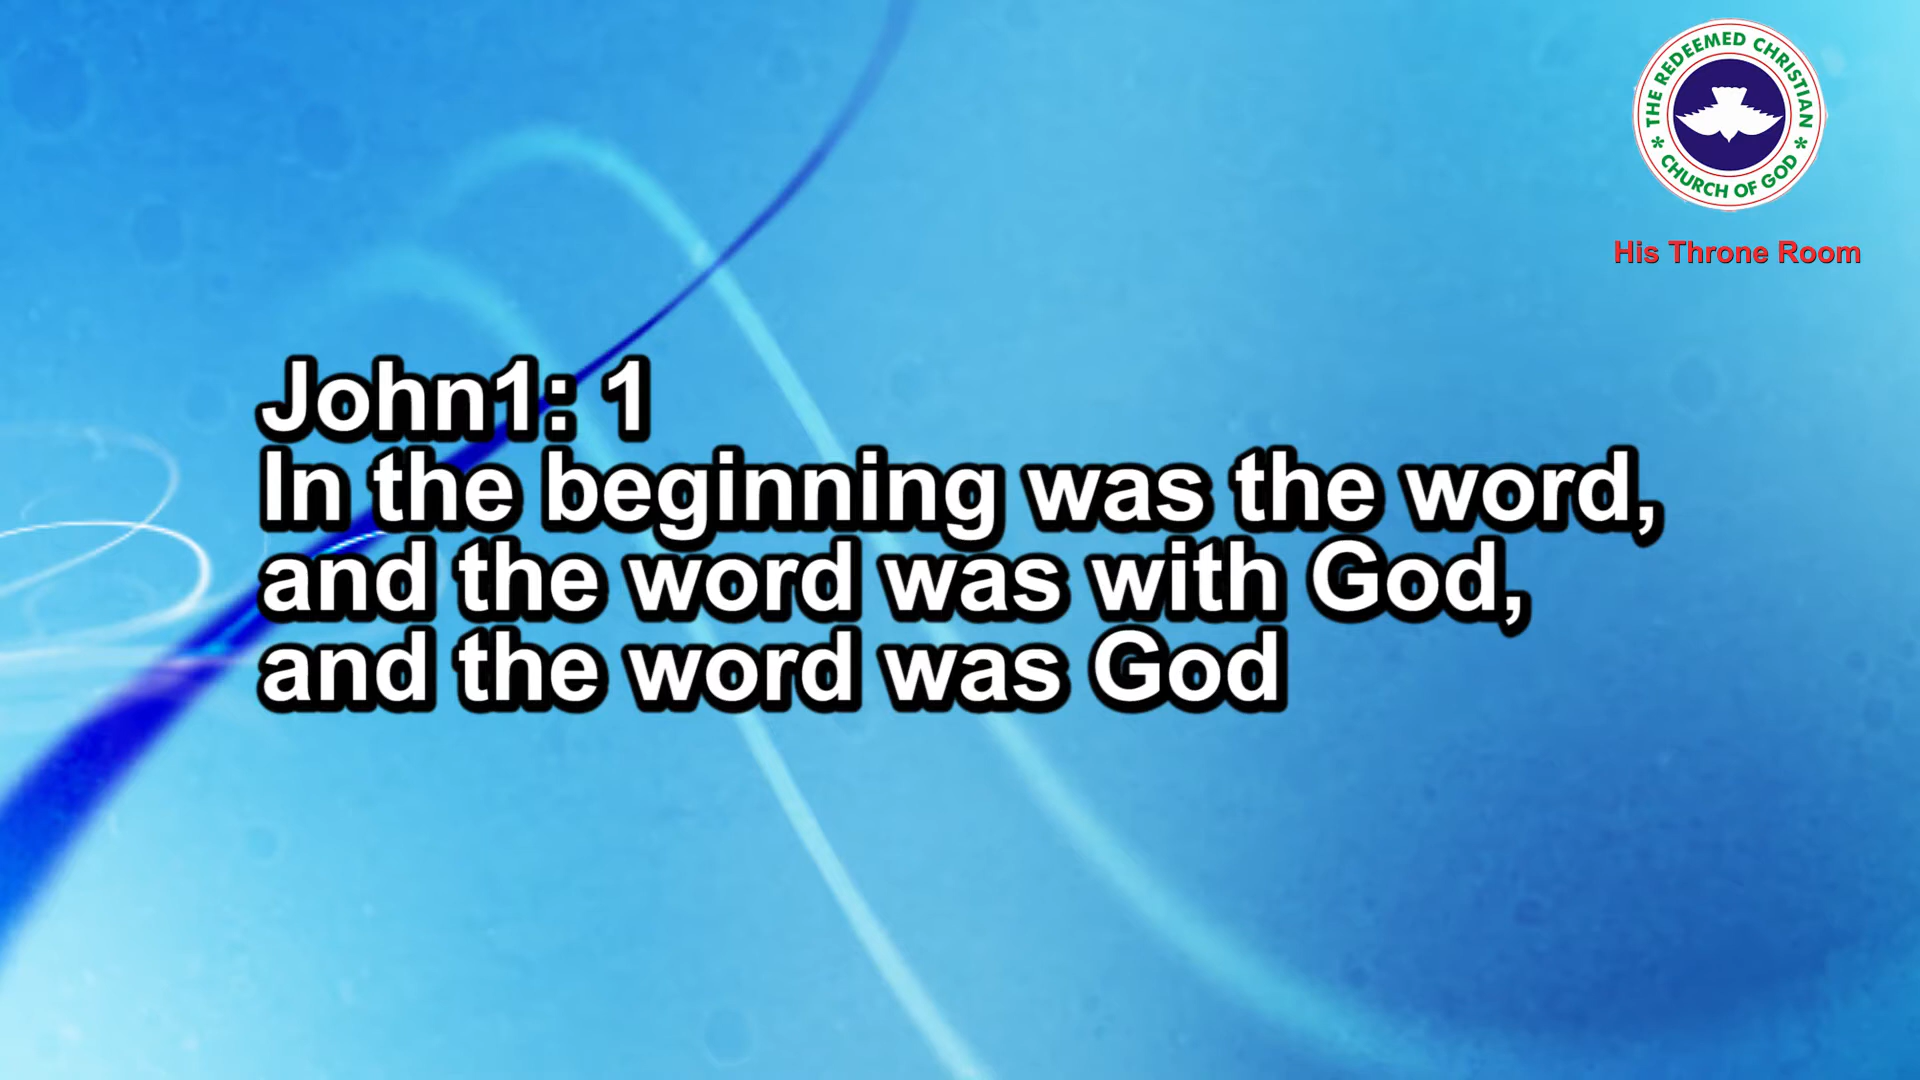 THE REDEEMED CHRISTIAN
* CHURCH OF GOD *
His Throne Room
John1: 1
In the beginning was the word,
and the word was with God,
and the word was God